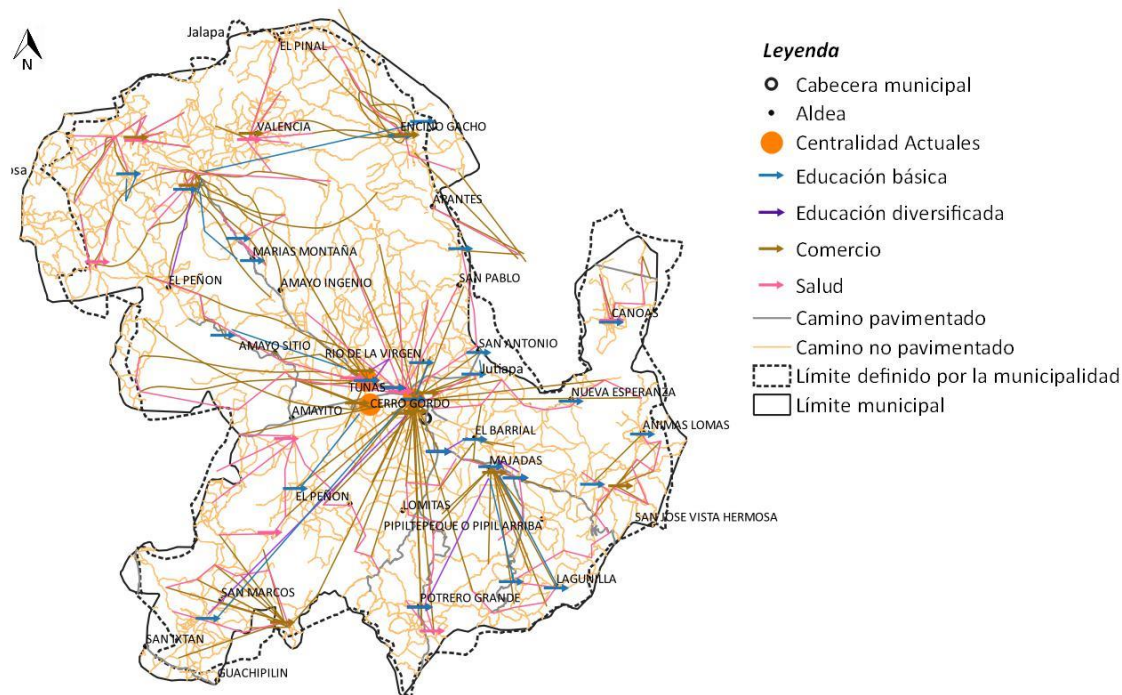 Jalapa
EL PINAL
N
VALENCIA
ENCINO GACHO
osa
APANTES
MARIAS MONTAÑA
EL PEÑON
AMAYO INGENIO
SAN PABLO
CANOAS
AMAYO SITIO
RIO DE LA VIRGEN
SAN ANTONIO
Jutiapa
TUNAS
NUEVA ESPERANZA
CERRO GORDO
AMAYITO
ANIMAS LOMAS
EL BARRIAL
MAJADAS
EL PEÑON
LOMITAS
PIPILTEPEQUE O PIPIL ARRIBA
SAN JOSE VISTA HERMOSA
LAGUNILLA
SAN MARCOS
POTRERO GRANDE
SAN IXTAN
GUACHIPILIN
Leyenda
Cabecera municipal
Aldea
Centralidad Actuales
Educación básica
Educación diversificada
Comercio
Salud
Camino pavimentado
Camino no pavimentado
Límite definido por la municipalidad
Límite municipal